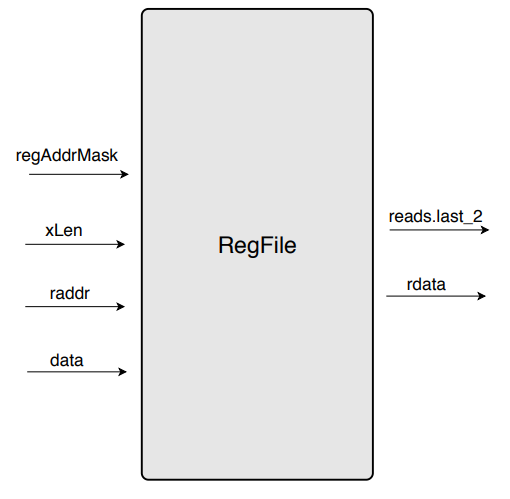 regAddrMask
xLen
raddr
data
RegFile
reads.last_2
rdata